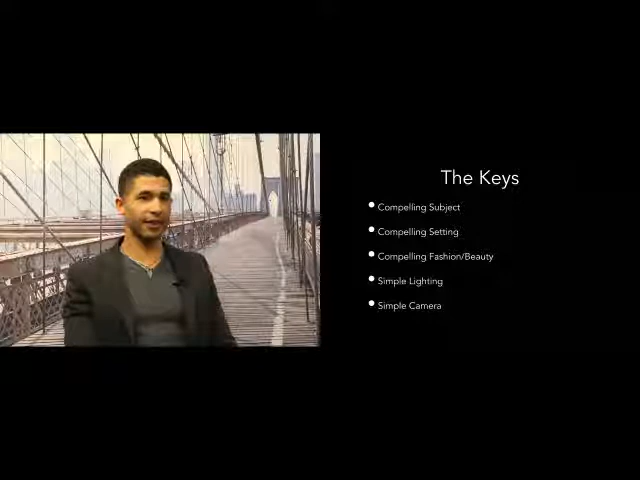 The Keys
Compelling Subject
Compelling Setting
Compelling Fashion/Beauty
Simple Lighting
Simple Camera